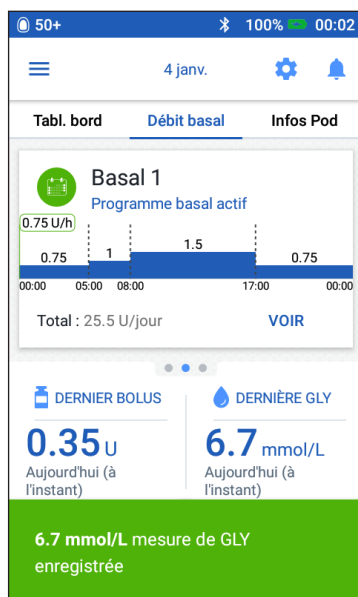 50+ 100% 00:02
4 janv.
Tabl. bord Débit basal Infos Pod
Basal 1
Programme basal actif
0.75 U/h
0.75 1 1.5 0.75
00:00 05:00 08:00 17:00 00:00
Total : 25.5 U/jour VOIR
DERNIER BOLUS DERNIÈRE GLY
0.35 U 6.7 mmol/L
Aujourd'hui (à Aujourd'hui (à
l'instant) l'instant)
6.7 mmol/L mesure de GLY
enregistrée